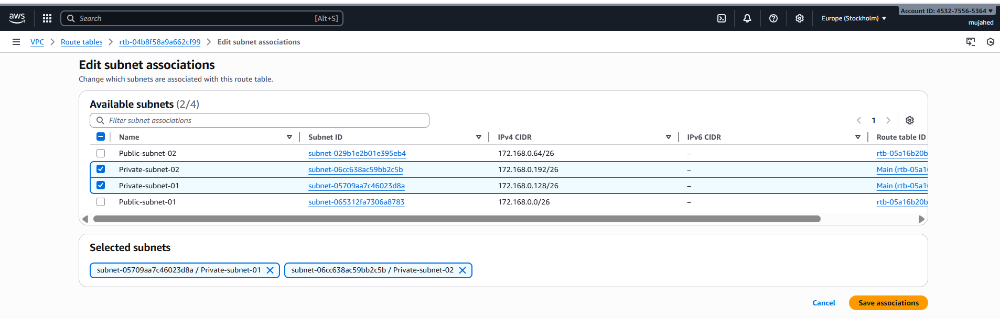 aws
Search [Alt+S]
Europe (Stockholm)
Account ID: 4532-7556-5364
mujahed
VPC > Route tables > rtb-04b8f58a9a662cf99 > Edit subnet associations
Edit subnet associations
Change which subnets are associated with this route table.
Available subnets (2/4)
Filter subnet associations
1
Name Subnet ID IPv4 CIDR IPv6 CIDR Route table ID
Public-subnet-02 subnet-029b1e2b01e395eb4 172.168.0.64/26 – rtb-05a16b20b
Private-subnet-02 subnet-06cc638ac59bb2c5b 172.168.0.192/26 – Main (rtb-05a16
Private-subnet-01 subnet-05709aa7c46023d8a 172.168.0.128/26 – Main (rtb-05a16
Public-subnet-01 subnet-065312fa7306a8783 172.168.0.0/26 – rtb-05a16b20b
Selected subnets
subnet-05709aa7c46023d8a / Private-subnet-01 subnet-06cc638ac59bb2c5b / Private-subnet-02
Cancel Save associations